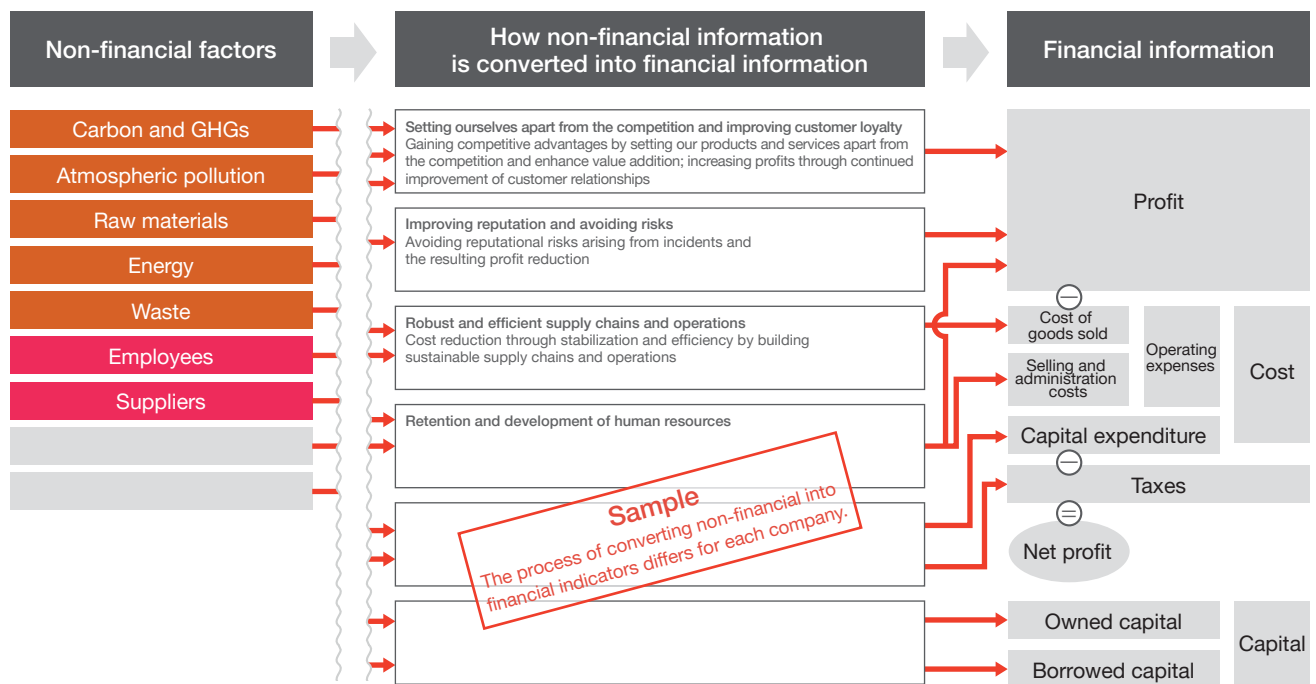 Non-financial factors
How non-financial information
is converted into financial information
Financial information
Carbon and GHGs
Atmospheric pollution
Raw materials
Energy
Waste
Employees
Suppliers
Setting ourselves apart from the competition and improving customer loyalty
Gaining competitive advantages by setting our products and services apart from
the competition and enhance value addition; increasing profits through continued
improvement of customer relationships
Improving reputation and avoiding risks
Avoiding reputational risks arising from incidents and
the resulting profit reduction
Robust and efficient supply chains and operations
Cost reduction through stabilization and efficiency by building
sustainable supply chains and operations
Retention and development of human resources
Sample
The process of converting non-financial into
financial indicators differs for each company.
Profit
Cost of
goods sold
Selling and
administration
costs
Operating
expenses
Cost
Capital expenditure
Taxes
Net profit
Owned capital
Borrowed capital
Capital